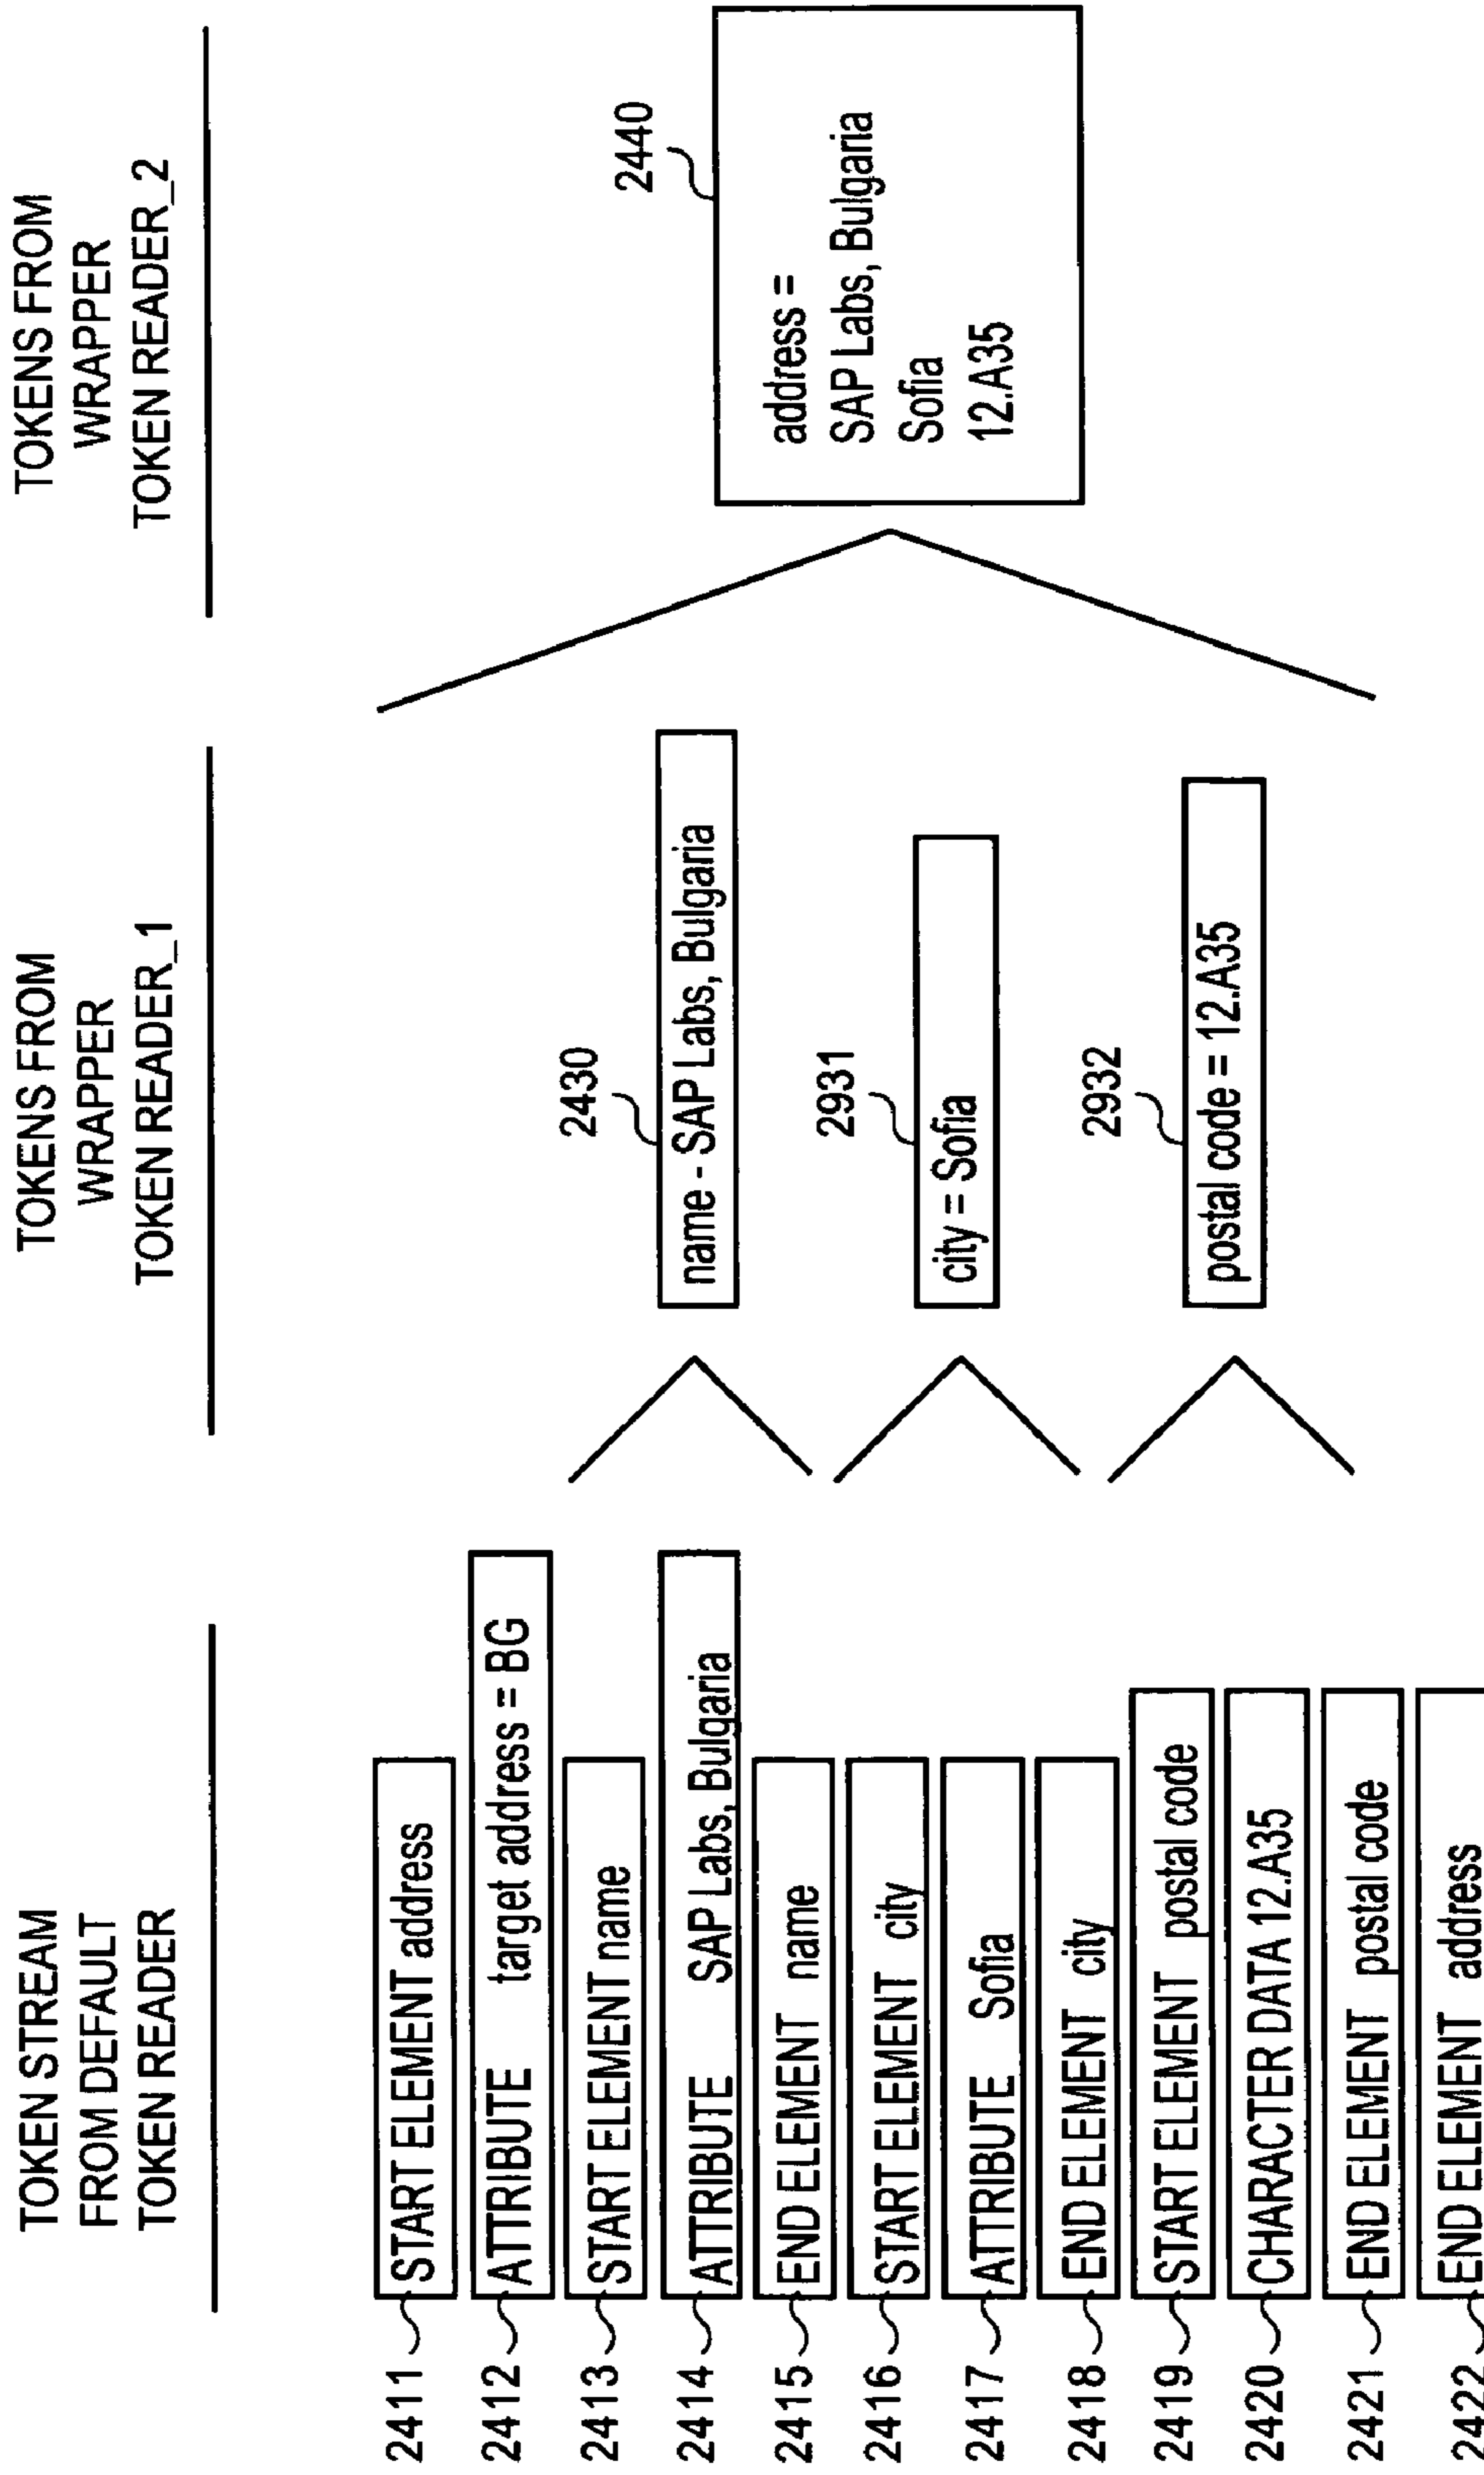 TOKEN STREAM
FROM DEFAULT
TOKEN READER
2411 START ELEMENT address
2412 ATTRIBUTE target address = BG
2413 START ELEMENT name
2414 ATTRIBUTE SAP Labs, Bulgaria
2415 END ELEMENT name
2416 START ELEMENT city
2417 ATTRIBUTE Sofia
2418 END ELEMENT city
2419 START ELEMENT postal code
2420 CHARACTER DATA 12.A35
2421 END ELEMENT postal code
2422 END ELEMENT address
TOKENS FROM
WRAPPER
TOKEN READER_1
2430
name - SAP Labs, Bulgaria
2931
city = Sofia
2932
postal code = 12.A35
TOKENS FROM
WRAPPER
TOKEN READER_2
2440
address =
SAP Labs, Bulgaria
Sofia
12.A35